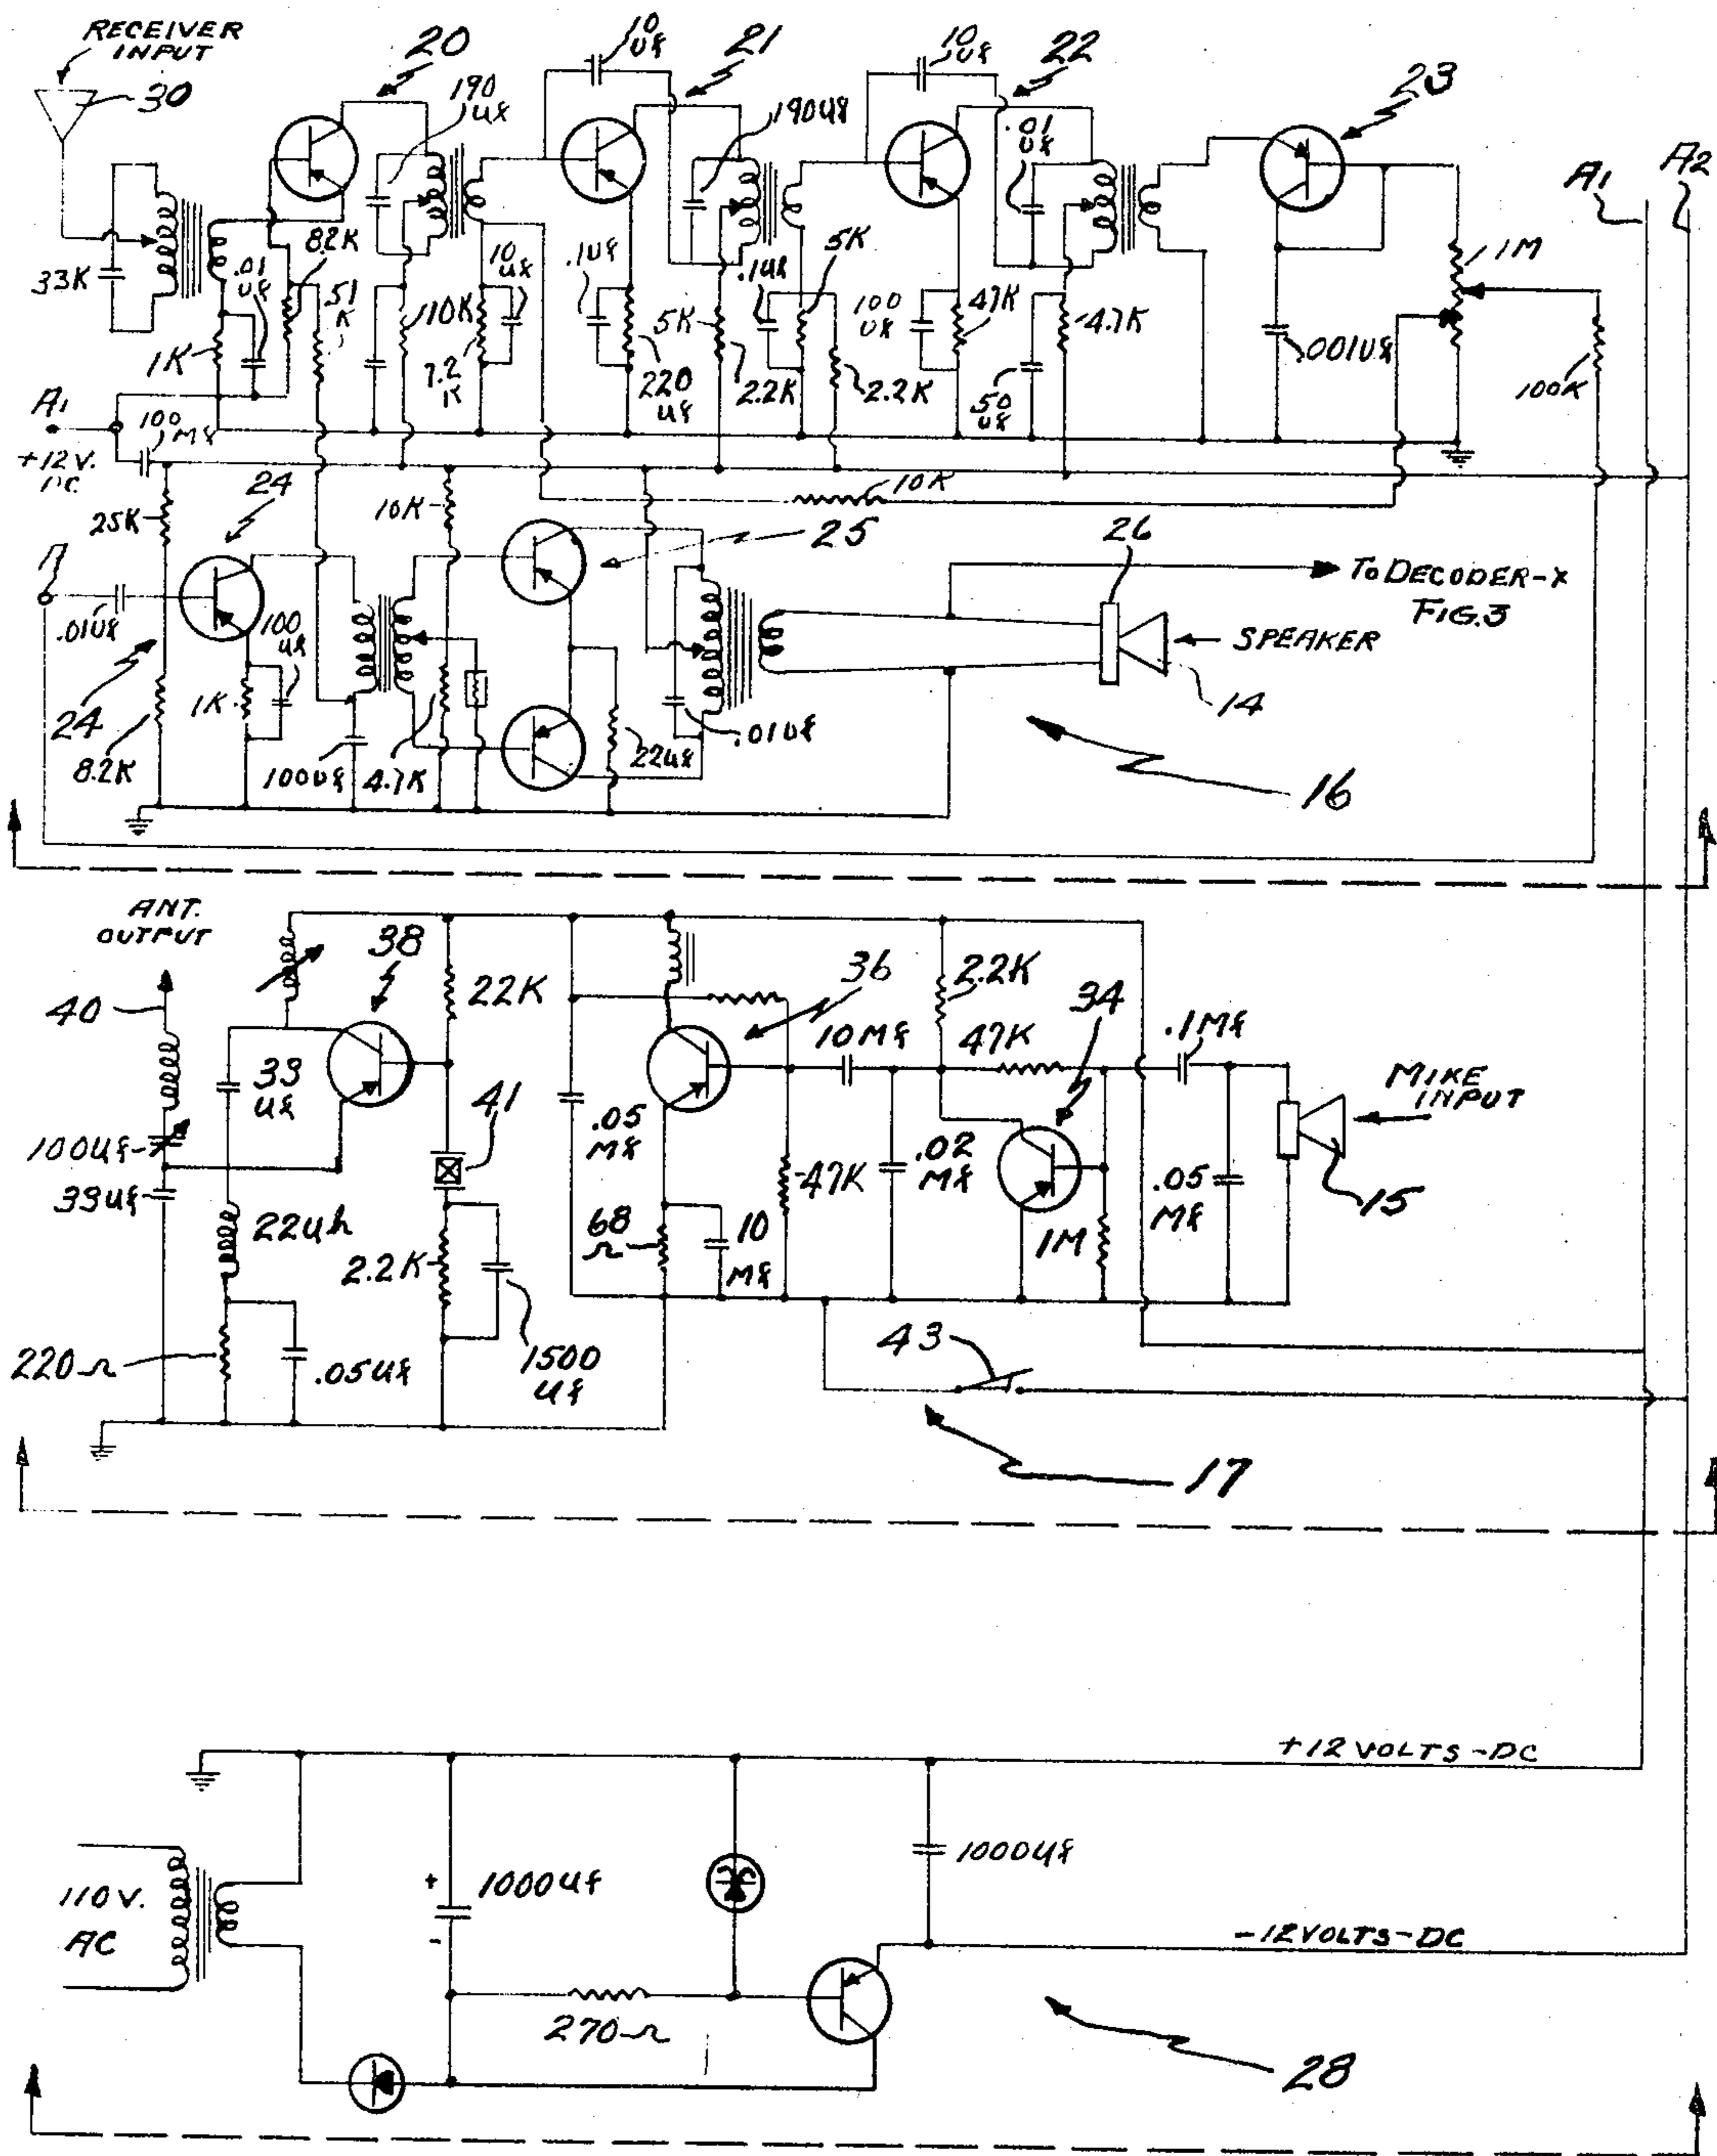 RECEIVER
INPUT
30
20
190
uf
10
uf
21
190uf
10
uf
22
.01
uf
23
A1
A2
33K
.01
uf
82K
51
K
1K
110K
10
uf
7.2
K
.1uf
220
uf
5K
2.2K
.1uf
5K
2.2K
100
uf
47K
50
uf
4.7K
.001uf
.1M
100K
A1
+12V.
DC
100
Mf
25K
24
10K
10K
25
26
TO DECODER-X
FIG.3
SPEAKER
14
.01uf
24
8.2K
100
uf
1K
100uf
4.7K
22uf
.01uf
16
ANT.
OUTPUT
40
38
22K
33
uf
100uf
33uf
41
22uh
2.2K
220Ω
.05uf
1500
uf
36
.05
Mf
10Mf
2.2K
47K
34
.1Mf
MIKE
INPUT
15
47K
.02
Mf
.05
Mf
1M
68
Ω
10
Mf
43
17
+12 VOLTS-DC
110V.
AC
+
1000uf
-
1000uf
-12VOLTS-DC
270Ω
28